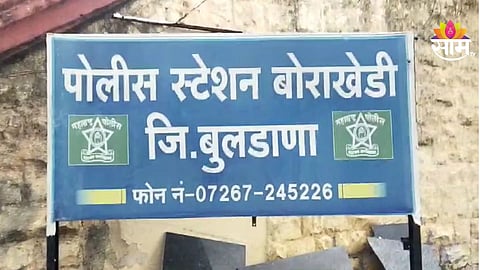 साम
पोलीस स्टेशन बोराखेडी
जि.बुलडाणा
फोन नं-07267-245226